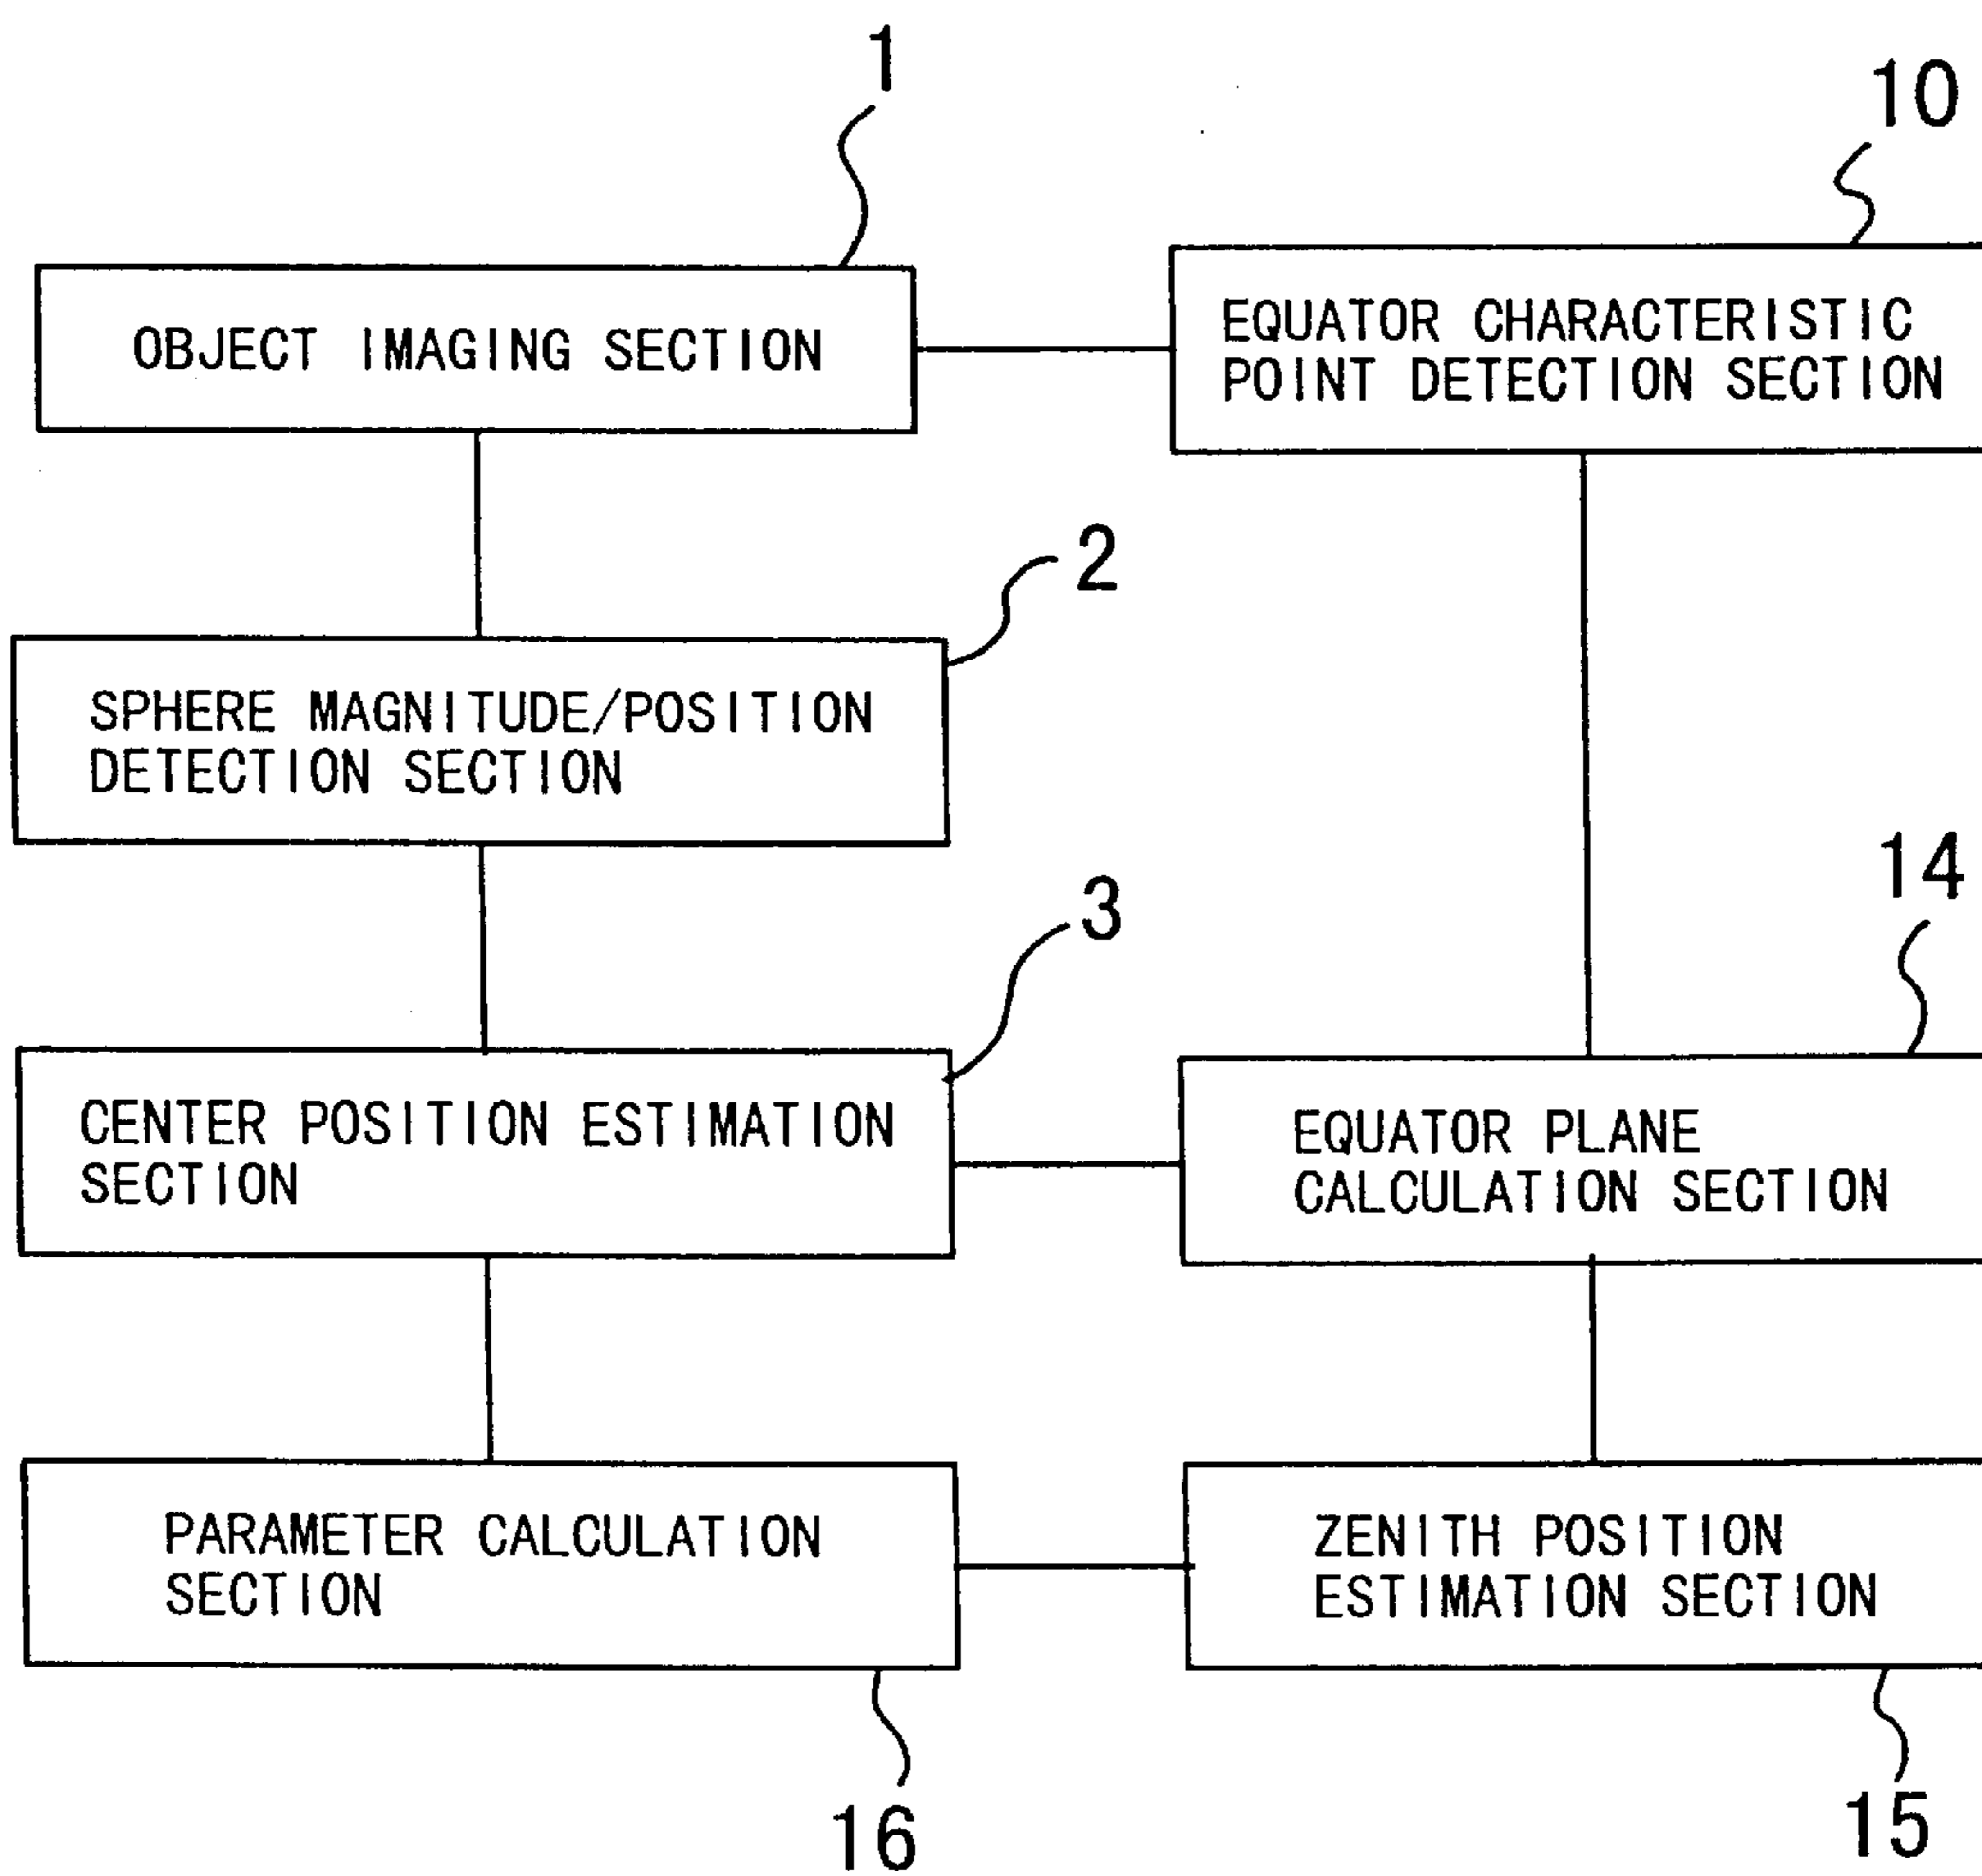 1
10
OBJECT IMAGING SECTION
EQUATOR CHARACTERISTIC
POINT DETECTION SECTION
2
SPHERE MAGNITUDE/POSITION
DETECTION SECTION
3
14
CENTER POSITION ESTIMATION
SECTION
EQUATOR PLANE
CALCULATION SECTION
PARAMETER CALCULATION
SECTION
ZENITH POSITION
ESTIMATION SECTION
16
15